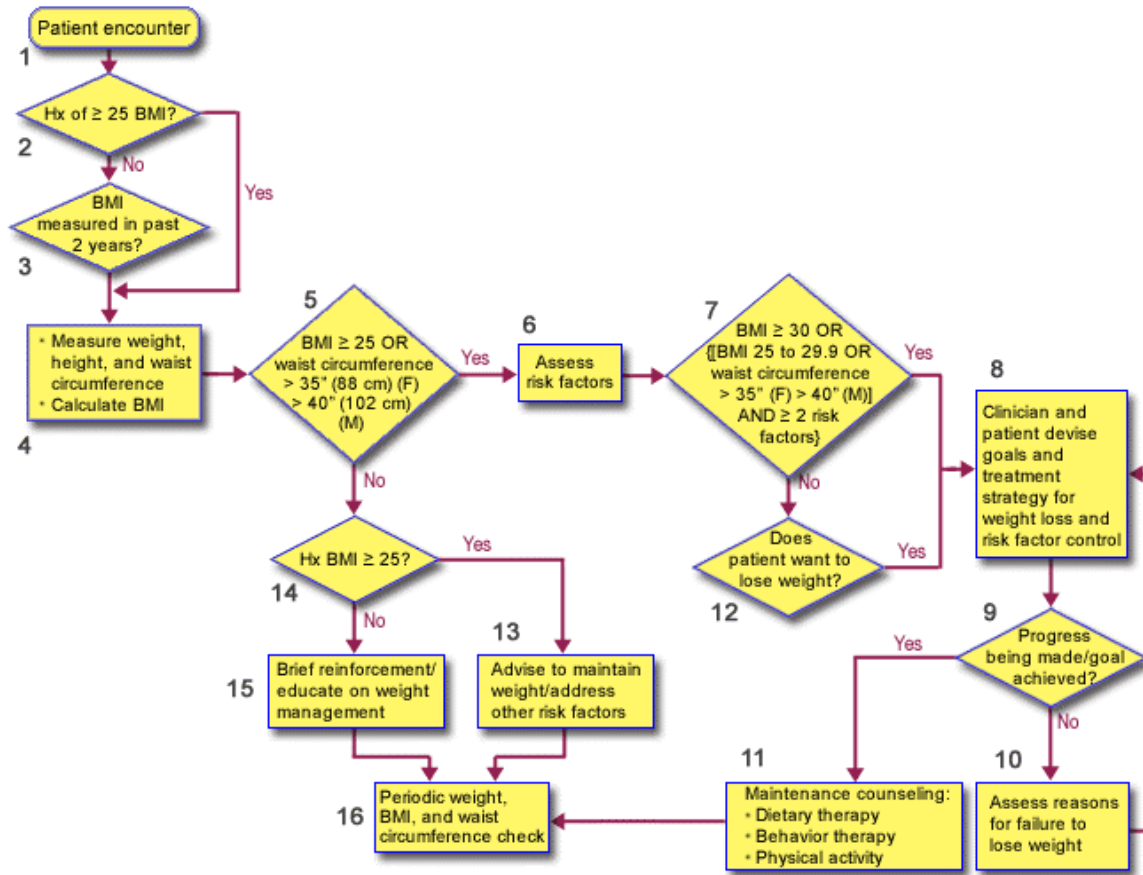 Patient encounter
1
Hx of ≥ 25 BMI?
2
No
Yes
BMI
measured in past
2 years?
3
• Measure weight,
height, and waist
circumference
• Calculate BMI
4
5
BMI ≥ 25 OR
waist circumference
> 35" (88 cm) (F)
> 40" (102 cm)
(M)
Yes
No
6
Assess
risk factors
7
BMI ≥ 30 OR
{[BMI 25 to 29.9 OR
waist circumference
> 35" (F) > 40" (M)]
AND ≥ 2 risk
factors}
Yes
No
8
Clinician and
patient devise
goals and
treatment
strategy for
weight loss and
risk factor control
Does
patient want to
lose weight?
Yes
12
Hx BMI ≥ 25?
Yes
14
No
13
Advise to maintain
weight/address
other risk factors
15
Brief reinforcement/
educate on weight
management
9
Progress
being made/goal
achieved?
Yes
No
10
Assess reasons
for failure to
lose weight
11
Maintenance counseling:
• Dietary therapy
• Behavior therapy
• Physical activity
16
Periodic weight,
BMI, and waist
circumference check